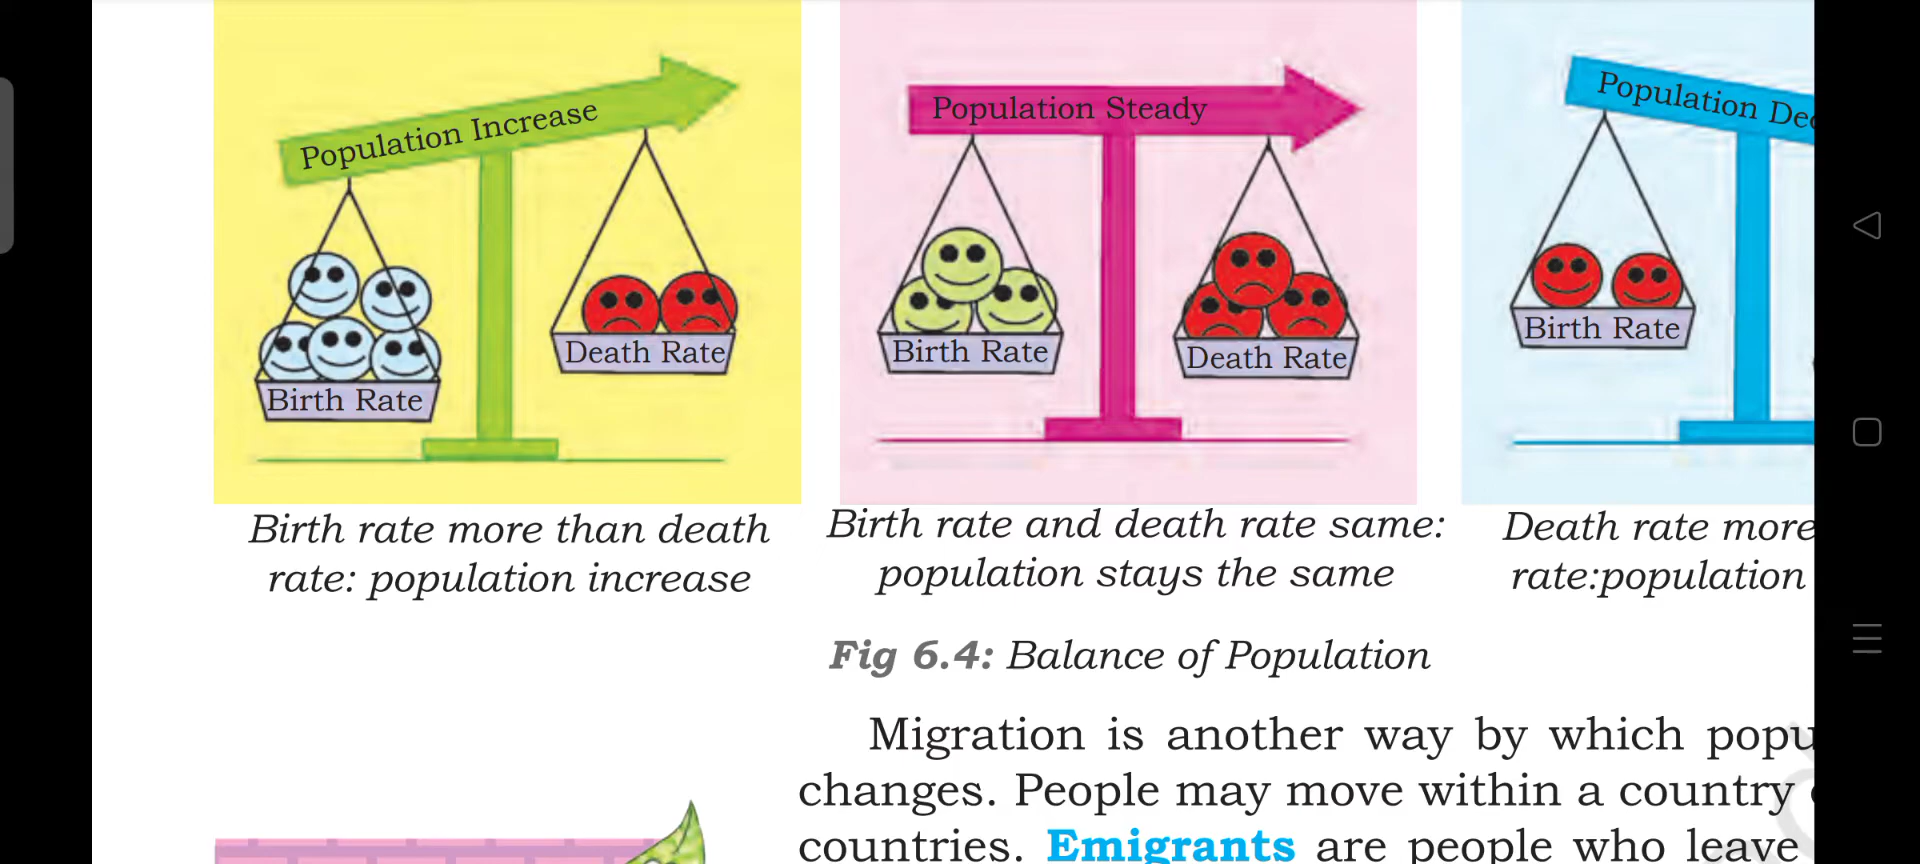 Population Increase
Death Rate
Birth Rate
Birth rate more than death
rate: population increase
Population Steady
Birth Rate
Death Rate
Birth rate and death rate same:
population stays the same
Population
Birth Rate
Death rate more
rate:population
Fig 6.4: Balance of Population
Migration is another way by which
changes. People may move within a country
countries. Emigrants are people who leave